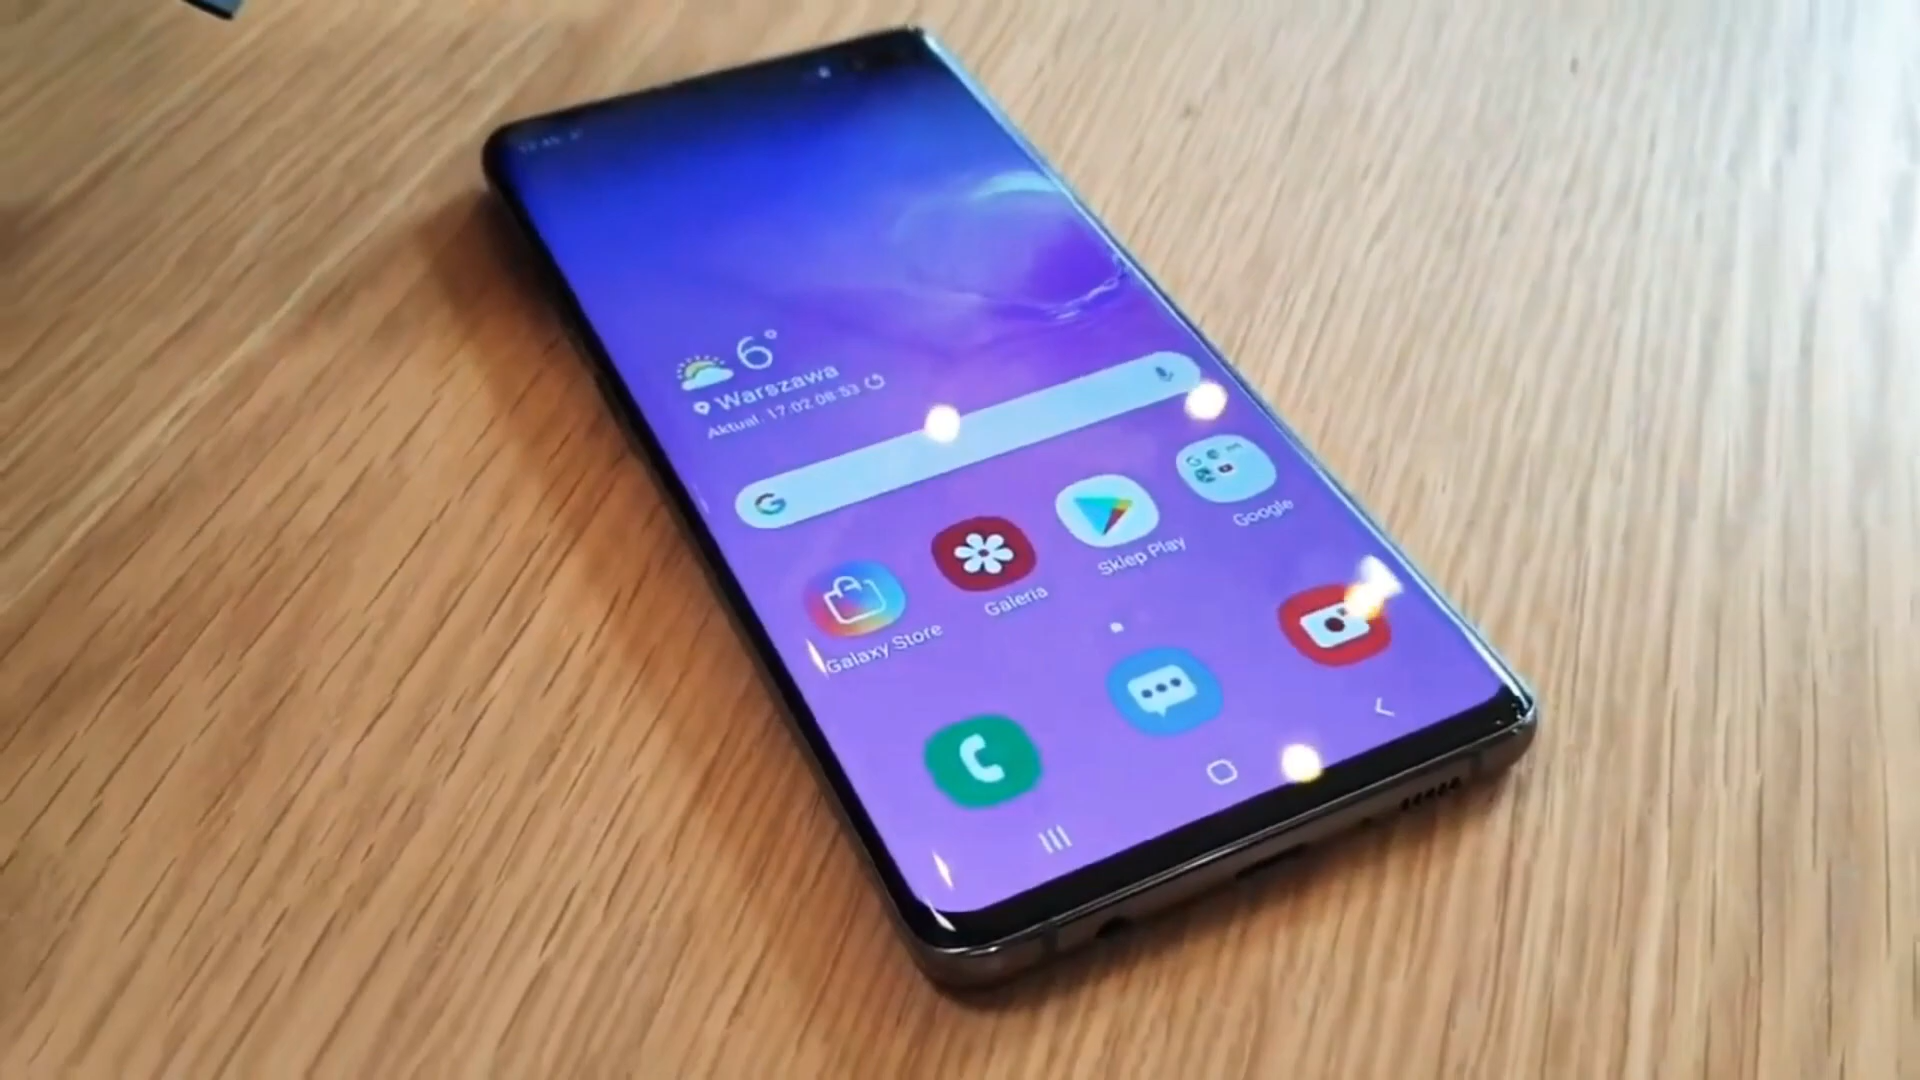 6°
Warszawa
Aktual. 17.02 08:53
G
Google
Sklep Play
Galeria
Galaxy Store